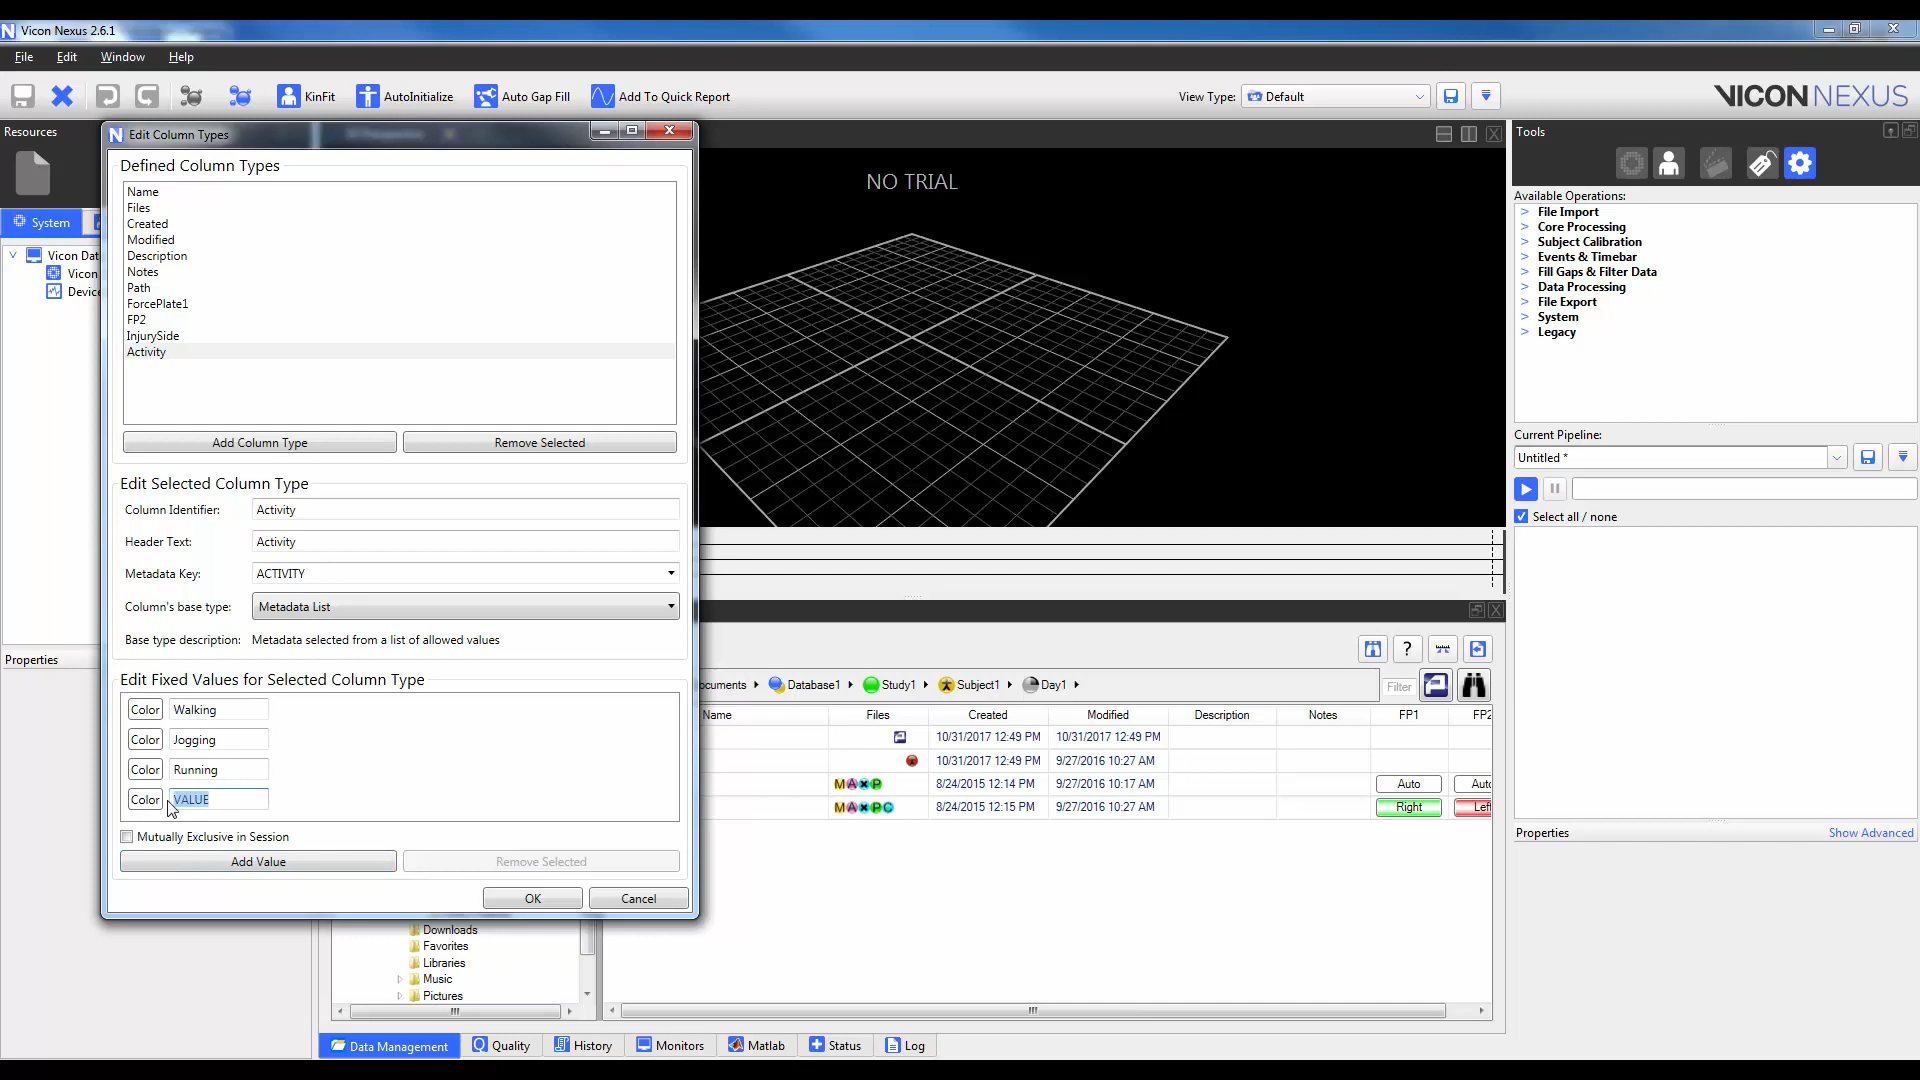 Vicon Nexus 2.6.1
File Edit Window Help
KinFit AutoInitialize Auto Gap Fill Add To Quick Report View Type: Default VICON NEXUS
Resources
System
Vicon Dat
Vicon
Device
Properties
Edit Column Types
Defined Column Types
Name
Files
Created
Modified
Description
Notes
Path
ForcePlate1
FP2
InjurySide
Activity
Add Column Type Remove Selected
Edit Selected Column Type
Column Identifier: Activity
Header Text: Activity
Metadata Key: ACTIVITY
Column's base type: Metadata List
Base type description: Metadata selected from a list of allowed values
Edit Fixed Values for Selected Column Type
Color Walking
Color Jogging
Color Running
Color VALUE
Mutually Exclusive in Session
Add Value Remove Selected
OK Cancel
NO TRIAL
ocuments Database1 Study1 Subject1 Day1 Filter
Name Files Created Modified Description Notes FP1 FP2
10/31/2017 12:49 PM 10/31/2017 12:49 PM
10/31/2017 12:49 PM 9/27/2016 10:27 AM
M A X P 8/24/2015 12:14 PM 9/27/2016 10:17 AM Auto Aut
M A X P C 8/24/2015 12:15 PM 9/27/2016 10:27 AM Right Left
Downloads
Favorites
Libraries
Music
Pictures
Data Management Quality History Monitors Matlab Status Log
Tools
Available Operations:
> File Import
> Core Processing
> Subject Calibration
> Events & Timebar
> Fill Gaps & Filter Data
> Data Processing
> File Export
> System
> Legacy
Current Pipeline:
Untitled *
Select all / none
Properties Show Advanced